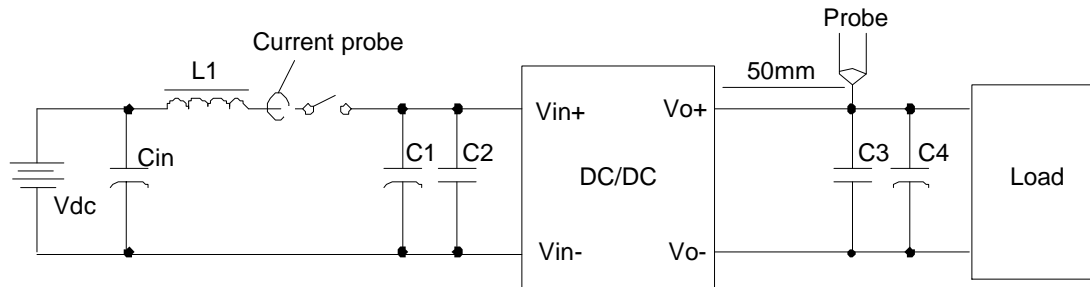 Probe
Current probe
L1
50mm
Vin+
Vo+
Cin
C1
C2
C3
C4
DC/DC
Load
Vdc
Vin-
Vo-